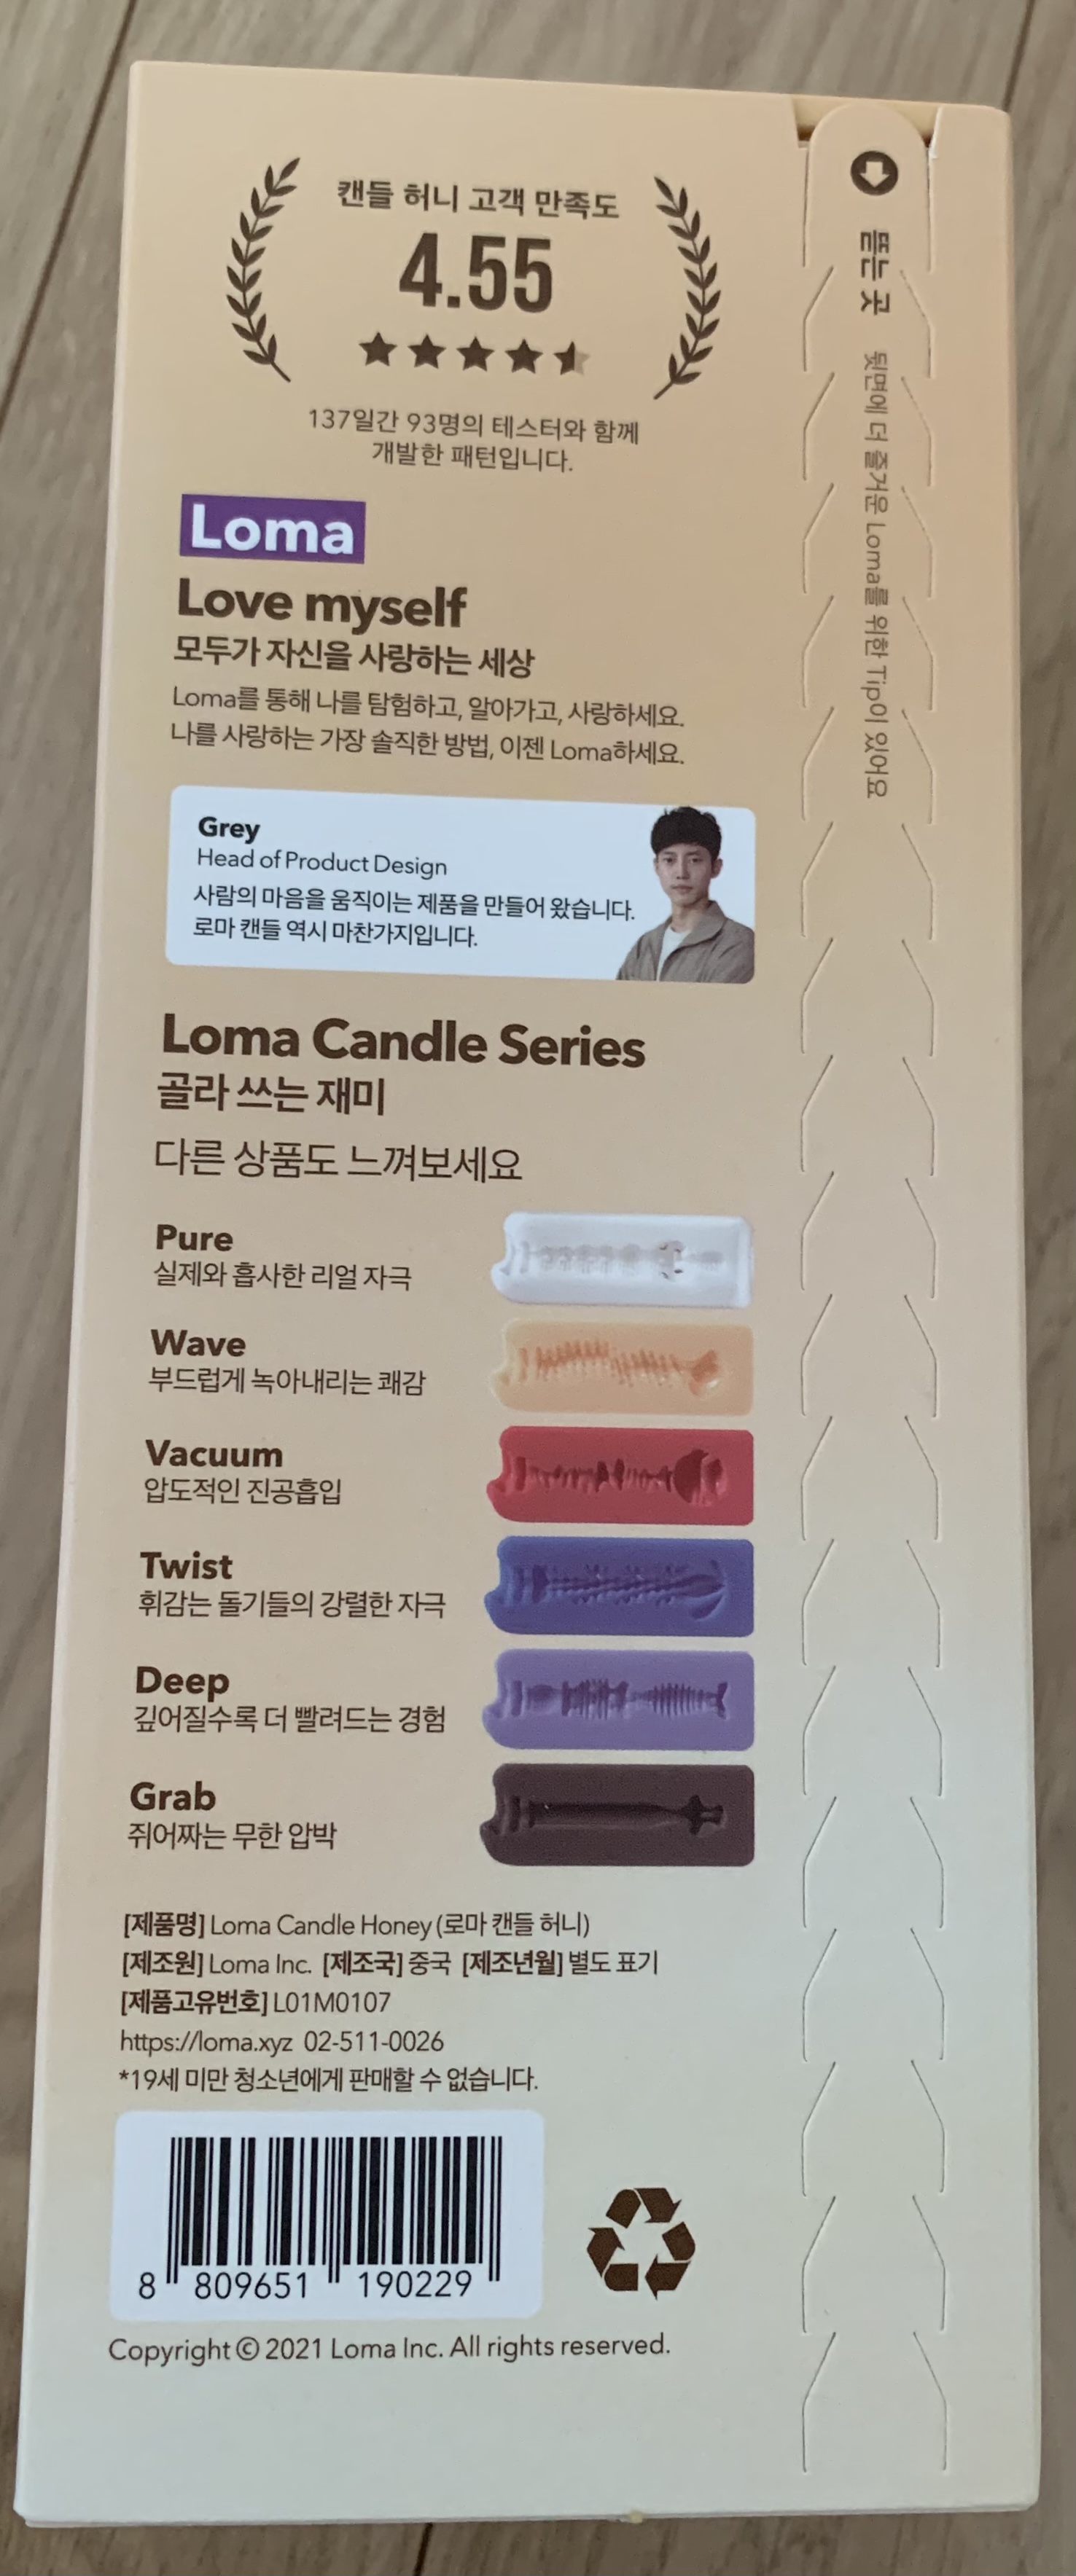 캔들 허니 고객 만족도
4.55
137일간 93명의 테스터와 함께
개발한 패턴입니다.
Loma
Love myself
모두가 자신을 사랑하는 세상
Loma를 통해 나를 탐험하고, 알아가고, 사랑하세요.
나를 사랑하는 가장 솔직한 방법, 이젠 Loma하세요.
Grey
Head of Product Design
사람의 마음을 움직이는 제품을 만들어 왔습니다.
로마 캔들 역시 마찬가지입니다.
Loma Candle Series
골라 쓰는 재미
다른 상품도 느껴보세요
Pure
실제와 흡사한 리얼 자극
Wave
부드럽게 녹아내리는 쾌감
Vacuum
압도적인 진공흡입
Twist
휘감는 돌기들의 강렬한 자극
Deep
깊어질수록 더 빨려드는 경험
Grab
쥐어짜는 무한 압박
[제품명] Loma Candle Honey (로마 캔들 허니)
[제조원] Loma Inc. [제조국] 중국 [제조년월] 별도 표기
[제품고유번호] L01M0107
https://loma.xyz 02-511-0026
*19세 미만 청소년에게 판매할 수 없습니다.
8 809651 190229
Copyright © 2021 Loma Inc. All rights reserved.
뜯는 곳 뒷면에 더 즐거운 Loma를 위한 Tip이 있어요